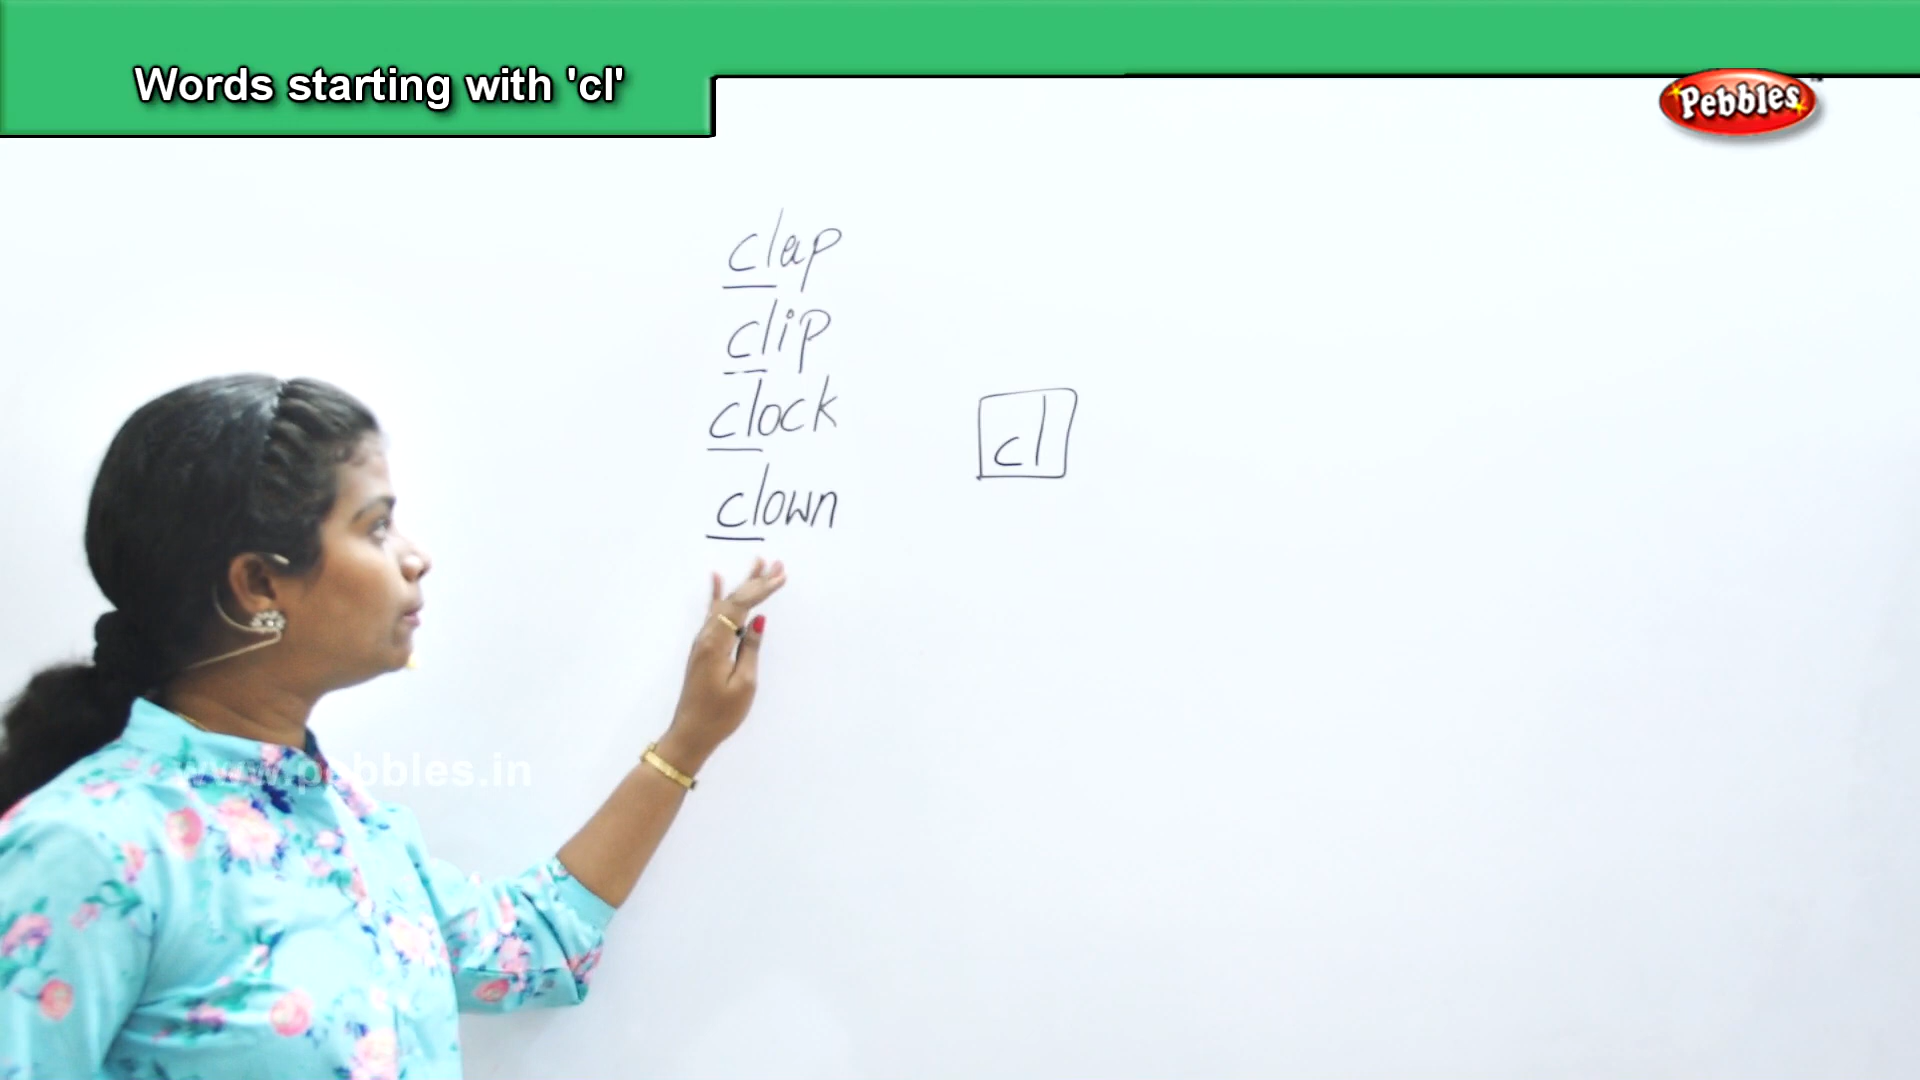 Words starting with 'cl'
Pebbles
clap
clip
clock
cl
clown
www.pebbles.in